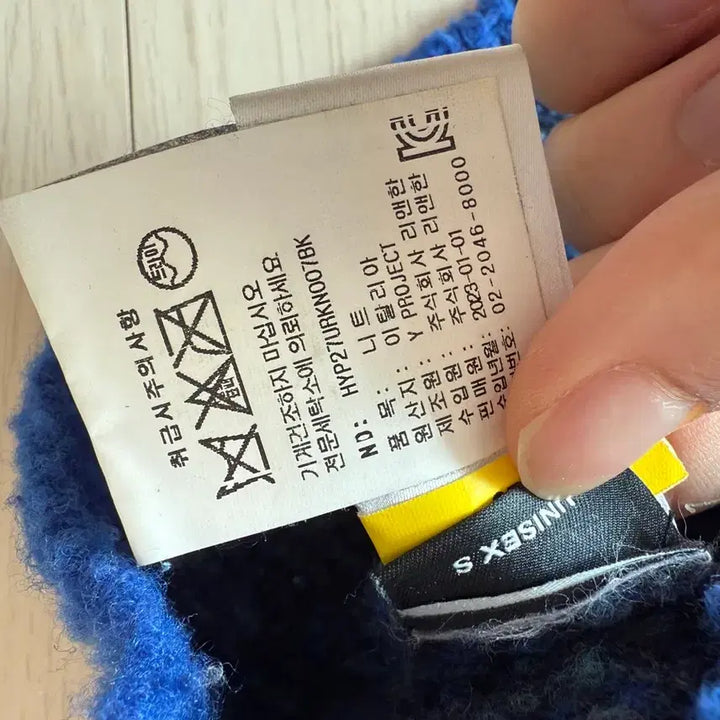 취급시주의사항
기계건조하지 마십시오
전문세탁소에 의뢰하세요
NO: HYP27URKN007BK
품 목: 니트
원 산 지: 이탈리아
제 조 원: Y PROJECT
수 입 원: 주식회사 리앤한
판 매 원: 주식회사 리앤한
수입년월: 2023-01-01
번호: 02-2046-8000
UNISEX S